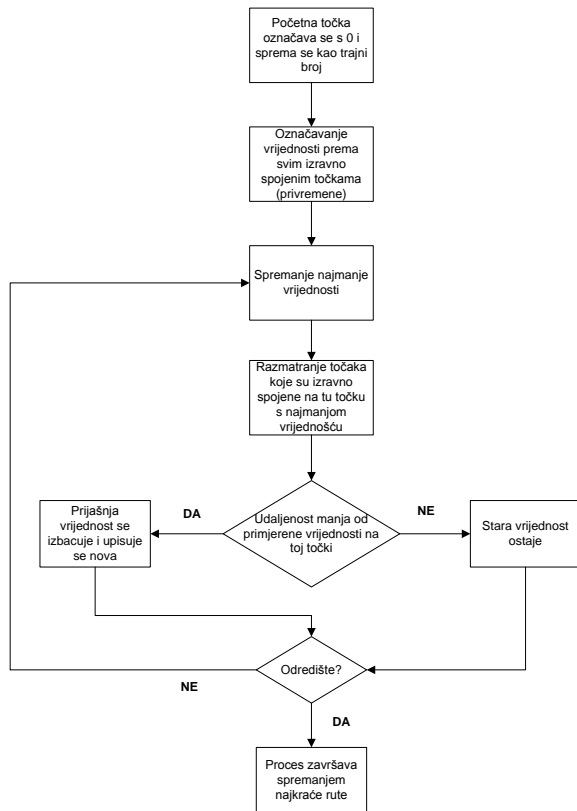 Početna točka
označava se s 0 i
sprema se kao trajni
broj
Označavanje
vrijednosti prema
svim izravno
spojenim točkama
(privremene)
Spremanje najmanje
vrijednosti
Razmatranje točaka
koje su izravno
spojene na tu točku
s najmanjom
vrijednošću
Prijašnja
vrijednost se
izbacuje i upisuje
se nova
DA
Udaljenost manja od
primjerene vrijednosti na
toj točki
NE
Stara vrijednost
ostaje
Odredište?
NE
DA
Proces završava
spremanjem
najkraće rute